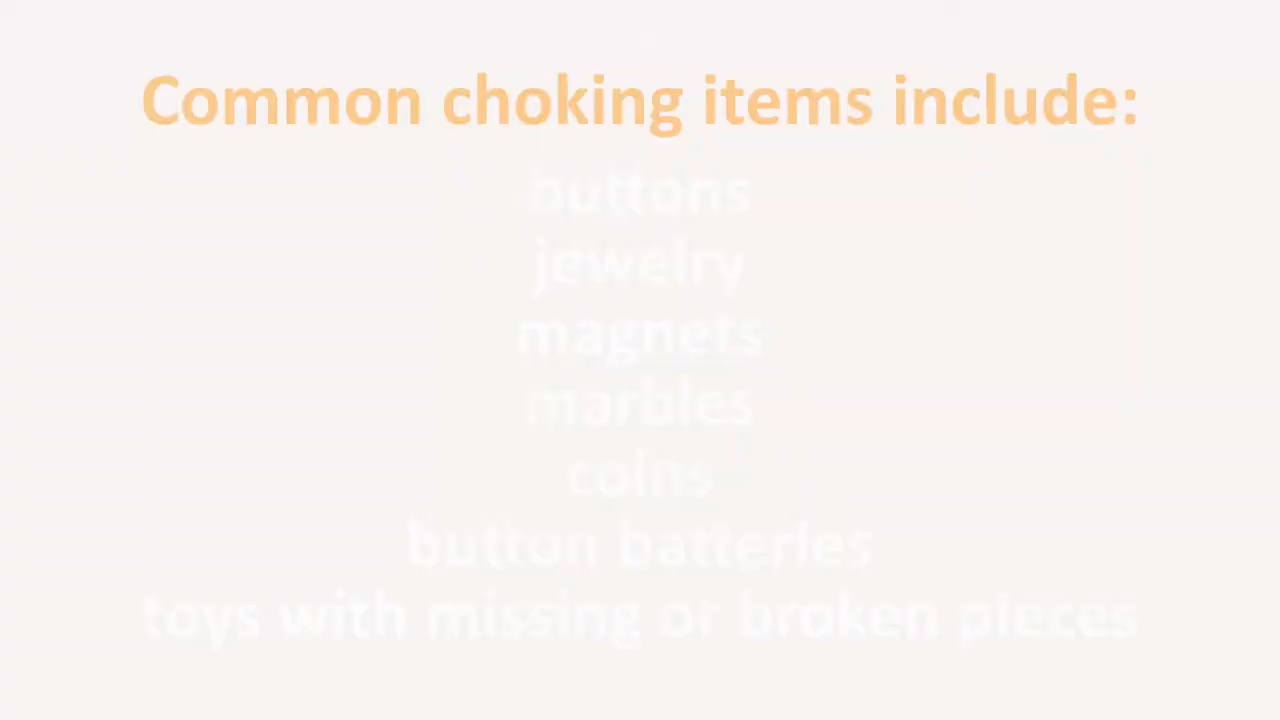 Common choking items include:
buttons
jewelry
magnets
marbles
coins
button batteries
toys with missing or broken pieces